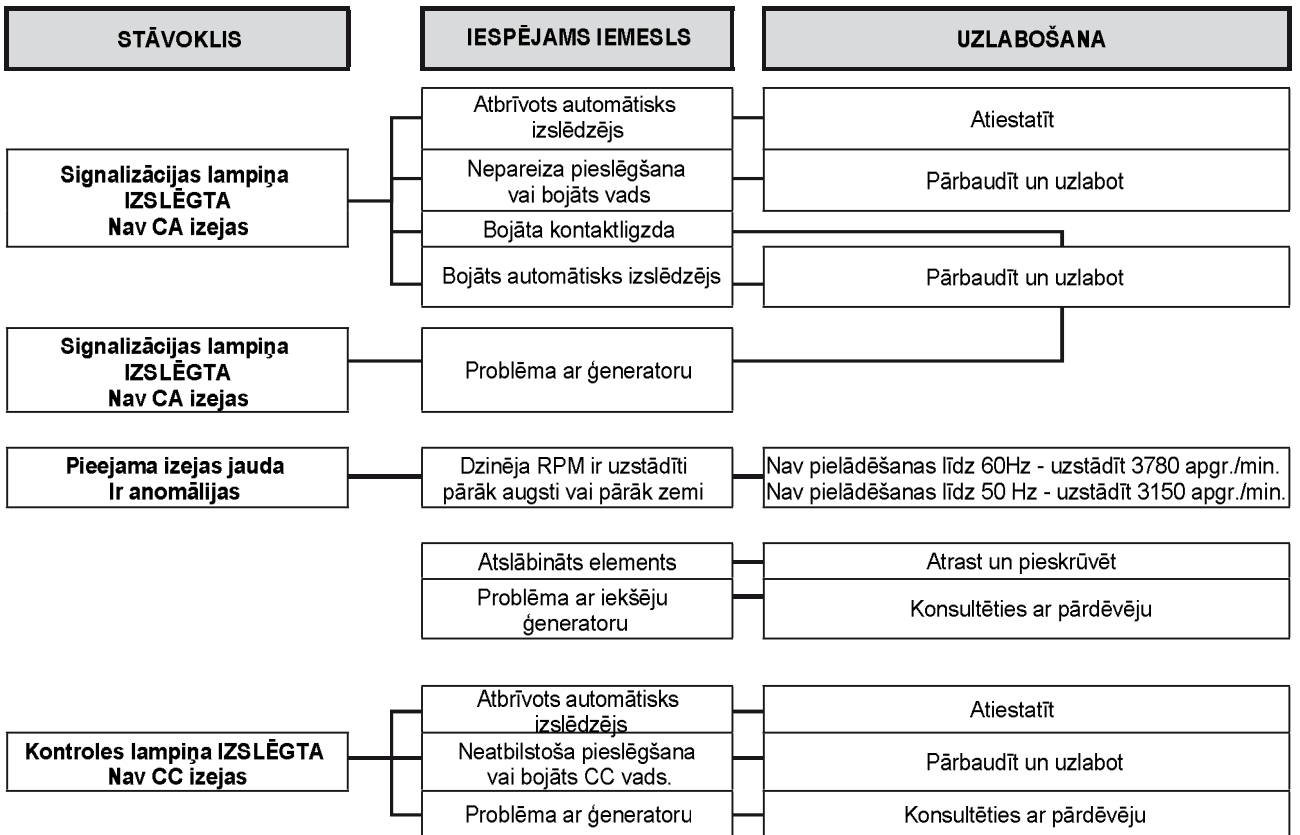 STĀVOKLIS
IESPĒJAMS IEMESLS
UZLABOŠANA
Signalizācijas lampiņa
IZSLĒGTA
Nav CA izejas
Atbrīvots automātisks
izslēdzējs
Atiestatīt
Nepareiza pieslēgšana
vai bojāts vads
Pārbaudīt un uzlabot
Bojāta kontaktligzda
Bojāts automātisks izslēdzējs
Pārbaudīt un uzlabot
Signalizācijas lampiņa
IZSLĒGTA
Nav CA izejas
Problēma ar ģeneratoru
Pieejama izejas jauda
Ir anomālijas
Dzinēja RPM ir uzstādīti
pārāk augsti vai pārāk zemi
Nav pielādēšanas līdz 60Hz - uzstādīt 3780 apgr./min.
Nav pielādēšanas līdz 50 Hz - uzstādīt 3150 apgr./min.
Atslābināts elements
Atrast un pieskrūvēt
Problēma ar iekšēju
ģeneratoru
Konsultēties ar pārdēvēju
Kontroles lampiņa IZSLĒGTA
Nav CC izejas
Atbrīvots automātisks
izslēdzējs
Atiestatīt
Neatbilstoša pieslēgšana
vai bojāts CC vads.
Pārbaudīt un uzlabot
Problēma ar ģeneratoru
Konsultēties ar pārdēvēju